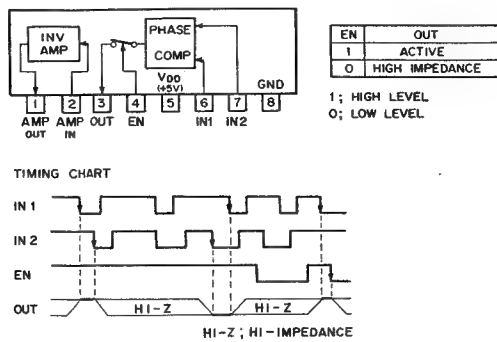 INV
AMP
PHASE
COMP
VDD
(+5V)
GND
1 2 3 4 5 6 7 8
AMP OUT
AMP IN
OUT
EN
IN1
IN2
EN OUT
1 ACTIVE
0 HIGH IMPEDANCE
1; HIGH LEVEL
0; LOW LEVEL
TIMING CHART
IN 1
IN 2
EN
OUT
HI-Z
HI-Z
HI-Z; HI-IMPEDANCE